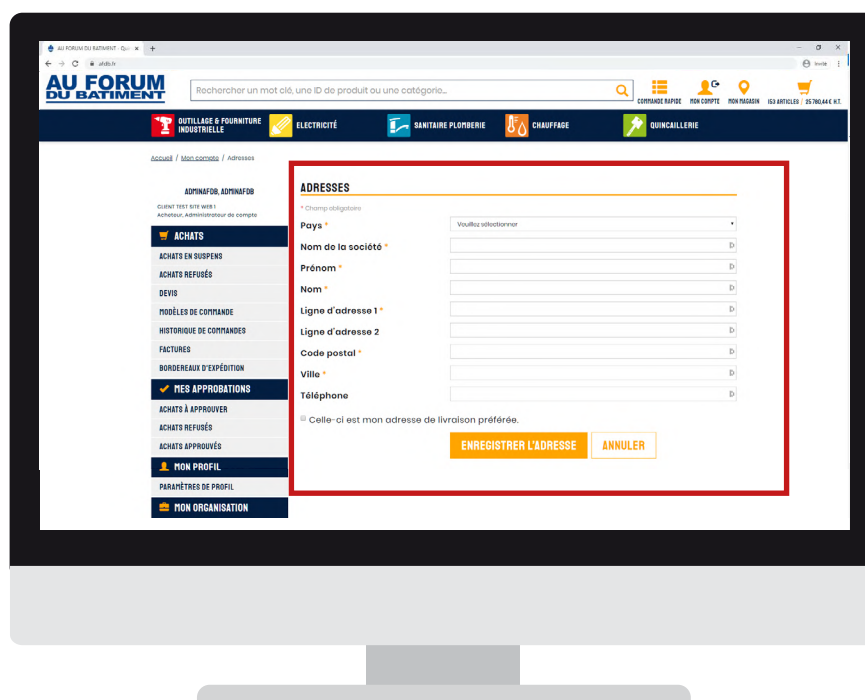 AU FORUM DU BATIMENT - Qui
afdb.fr
Invité
AU FORUM
DU BATIMENT
Rechercher un mot clé, une ID de produit ou une catégorie...
COMMANDE RAPIDE
MON COMPTE
MON MAGASIN
153 ARTICLES / 25 780,44 € H.T.
OUTILLAGE & FOURNITURE
INDUSTRIELLE
ELECTRICITÉ
SANITAIRE PLOMBERIE
CHAUFFAGE
QUINCAILLERIE
Accueil / Mon compte / Adresses
ADMINAFDB, ADMINAFDB
CLIENT TEST SITE WEB 1
Acheteur, Administrateur de compte
ACHATS
ACHATS EN SUSPENS
ACHATS REFUSÉS
DEVIS
MODÈLES DE COMMANDE
HISTORIQUE DE COMMANDES
FACTURES
BORDEREAUX D'EXPÉDITION
MES APPROBATIONS
ACHATS À APPROUVER
ACHATS REFUSÉS
ACHATS APPROUVÉS
MON PROFIL
PARAMÈTRES DE PROFIL
MON ORGANISATION
ADRESSES
* Champ obligatoire
Pays * Veuillez sélectionner
Nom de la société *
Prénom *
Nom *
Ligne d'adresse 1 *
Ligne d'adresse 2
Code postal *
Ville *
Téléphone
Celle-ci est mon adresse de livraison préférée.
ENREGISTRER L'ADRESSE
ANNULER